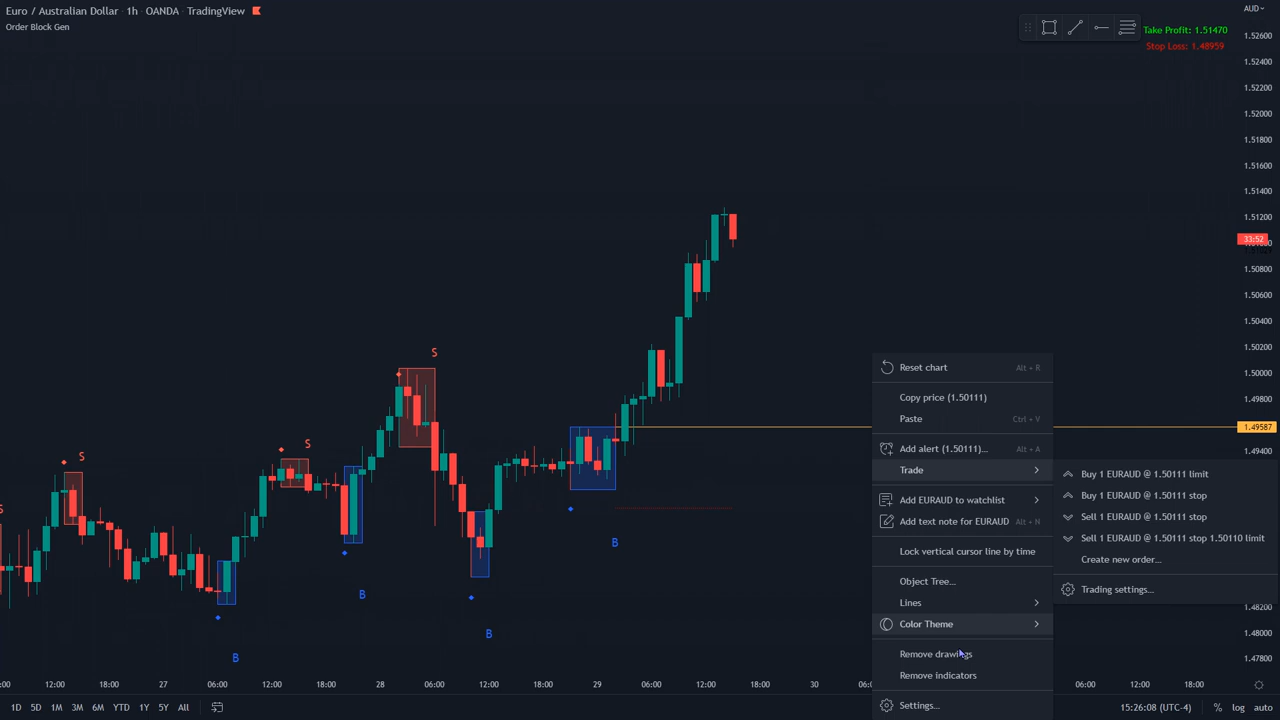 Euro / Australian Dollar · 1h · OANDA · TradingView
Order Block Gen
AUD
Take Profit: 1.51470
Stop Loss: 1.48959
1.52600
1.52400
1.52200
1.52000
1.51800
1.51600
1.51400
1.51200
33:52
1.50800
1.50600
1.50400
1.50200
1.50000
1.49800
1.49587
1.49400
1.48200
1.48000
1.47800
S
S
S
S
B
B
B
B
Reset chart Alt + R
Copy price (1.50111)
Paste Ctrl + V
Add alert (1.50111)... Alt + A
Trade
Add EURAUD to watchlist
Add text note for EURAUD Alt + N
Lock vertical cursor line by time
Object Tree...
Lines
Color Theme
Remove drawings
Remove indicators
Settings...
Buy 1 EURAUD @ 1.50111 limit
Buy 1 EURAUD @ 1.50111 stop
Sell 1 EURAUD @ 1.50111 stop
Sell 1 EURAUD @ 1.50111 stop 1.50110 limit
Create new order...
Trading settings...
:00 12:00 18:00 27 06:00 12:00 18:00 28 06:00 12:00 18:00 29 06:00 12:00 18:00 30 06:00 12:00 18:00
1D 5D 1M 3M 6M YTD 1Y 5Y All
15:26:08 (UTC-4) % log auto